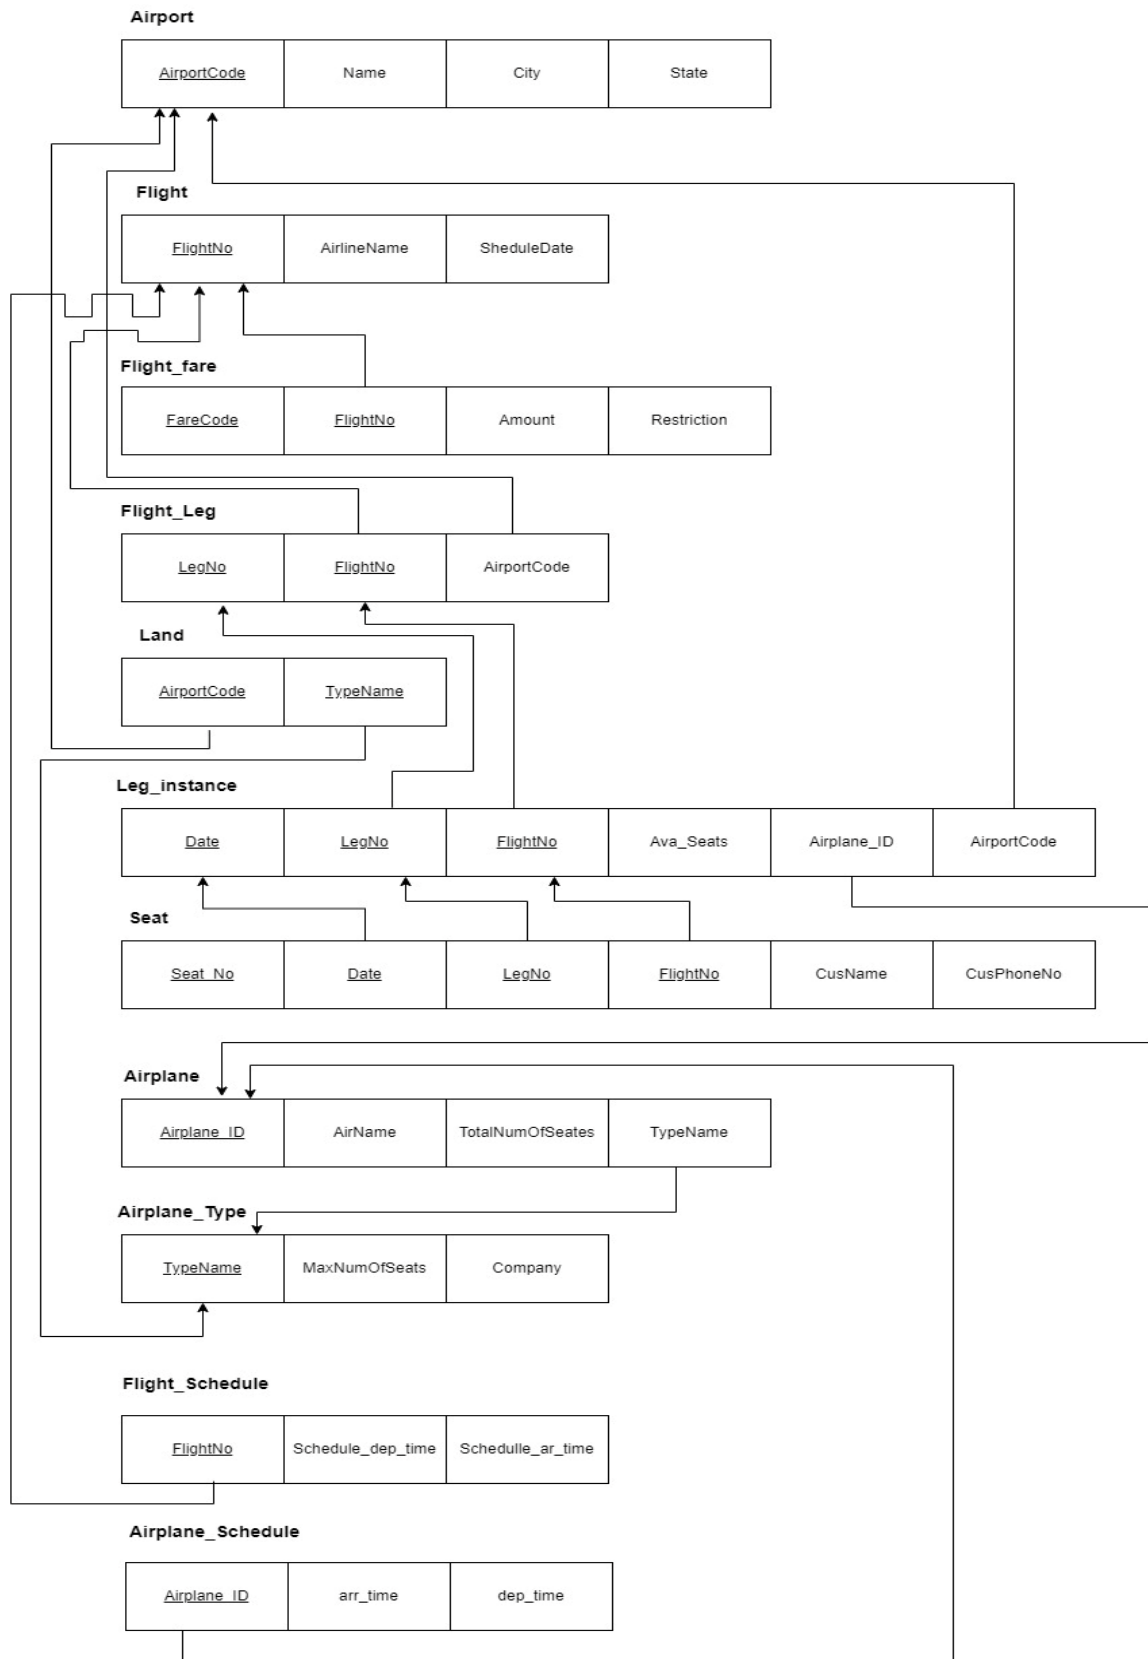 Airport
AirportCode Name City State
Flight
FlightNo AirlineName SheduleDate
Flight_fare
FareCode FlightNo Amount Restriction
Flight_Leg
LegNo FlightNo AirportCode
Land
AirportCode TypeName
Leg_instance
Date LegNo FlightNo Ava_Seats Airplane_ID AirportCode
Seat
Seat_No Date LegNo FlightNo CusName CusPhoneNo
Airplane
Airplane_ID AirName TotalNumOfSeates TypeName
Airplane_Type
TypeName MaxNumOfSeats Company
Flight_Schedule
FlightNo Schedule_dep_time Schedulle_ar_time
Airplane_Schedule
Airplane_ID arr_time dep_time